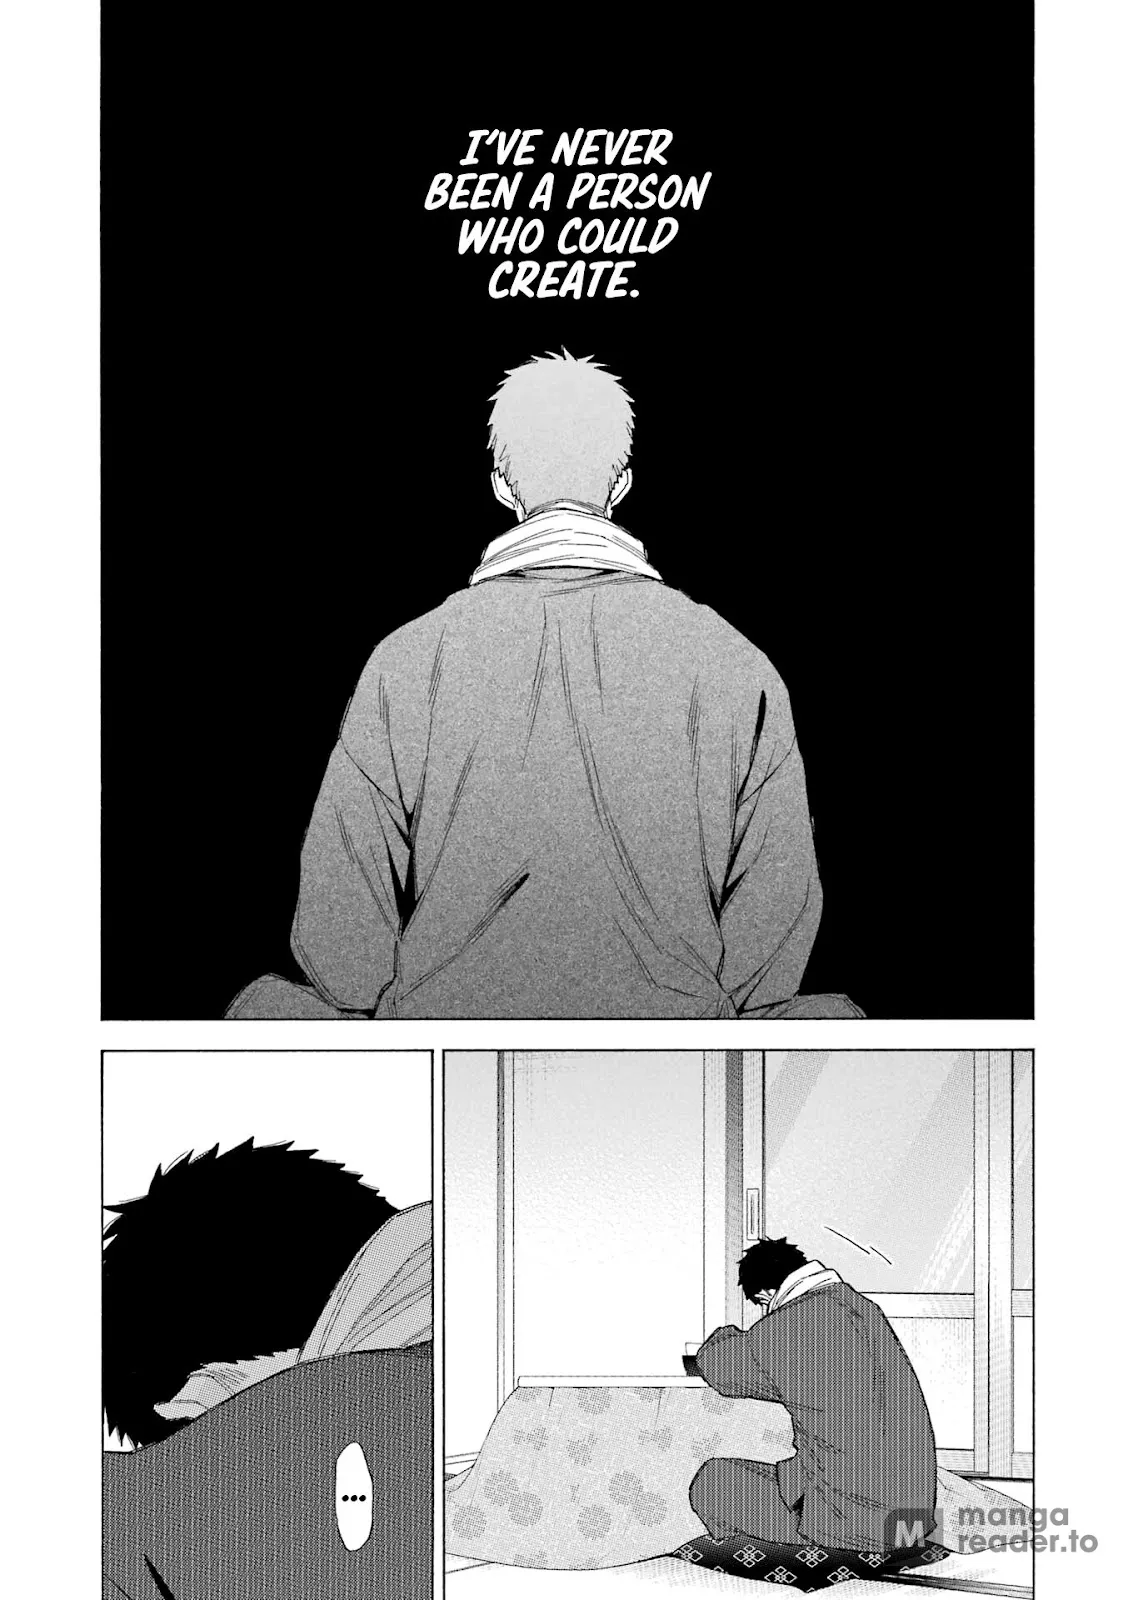 I'VE NEVER
BEEN A PERSON
WHO COULD
CREATE.
...
M
manga
reader.to